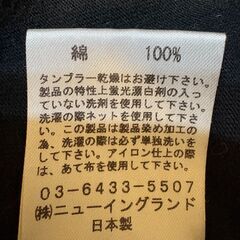 綿 100%
タンブラー乾燥はお避け下さい。
製品の特性上蛍光漂白剤の入っ
ていない洗剤を使用して下さい。
洗濯の際ネットを使用して下さ
い。この製品は製品染め加工の
為、洗濯の際は必ず単独洗いを
して下さい。アイロン仕上の際
は、あて布を使用して下さい。
03-6433-5507
㈱ニューイングランド
日本製